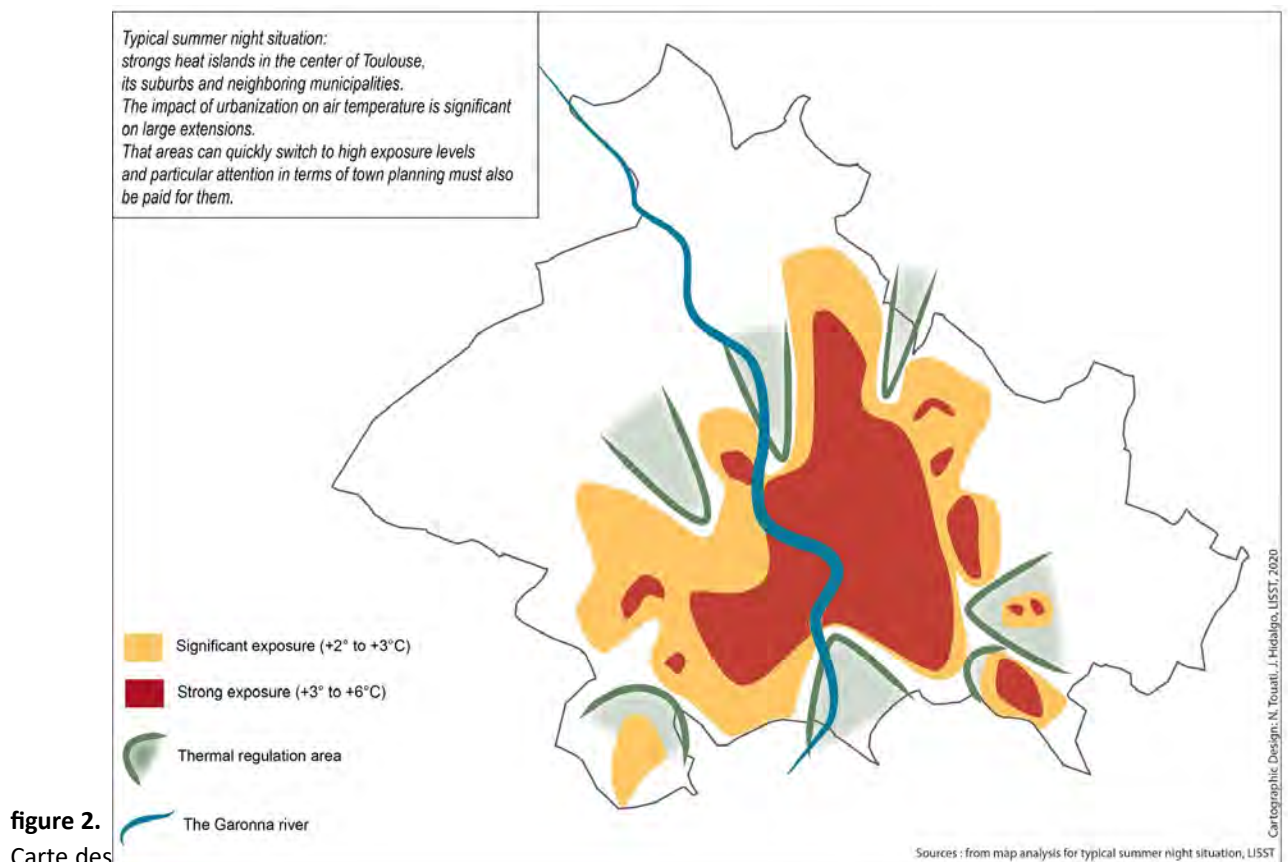 Typical summer night situation:
strongs heat islands in the center of Toulouse,
its suburbs and neighboring municipalities.
The impact of urbanization on air temperature is significant
on large extensions.
That areas can quickly switch to high exposure levels
and particular attention in terms of town planning must also
be paid for them.
Significant exposure (+2° to +3°C)
Strong exposure (+3° to +6°C)
Thermal regulation area
The Garonna river
Cartographic Design: N. Touati, J. Hidalgo, LISST, 2020
Sources : from map analysis for typical summer night situation, LISST
figure 2.
Carte des